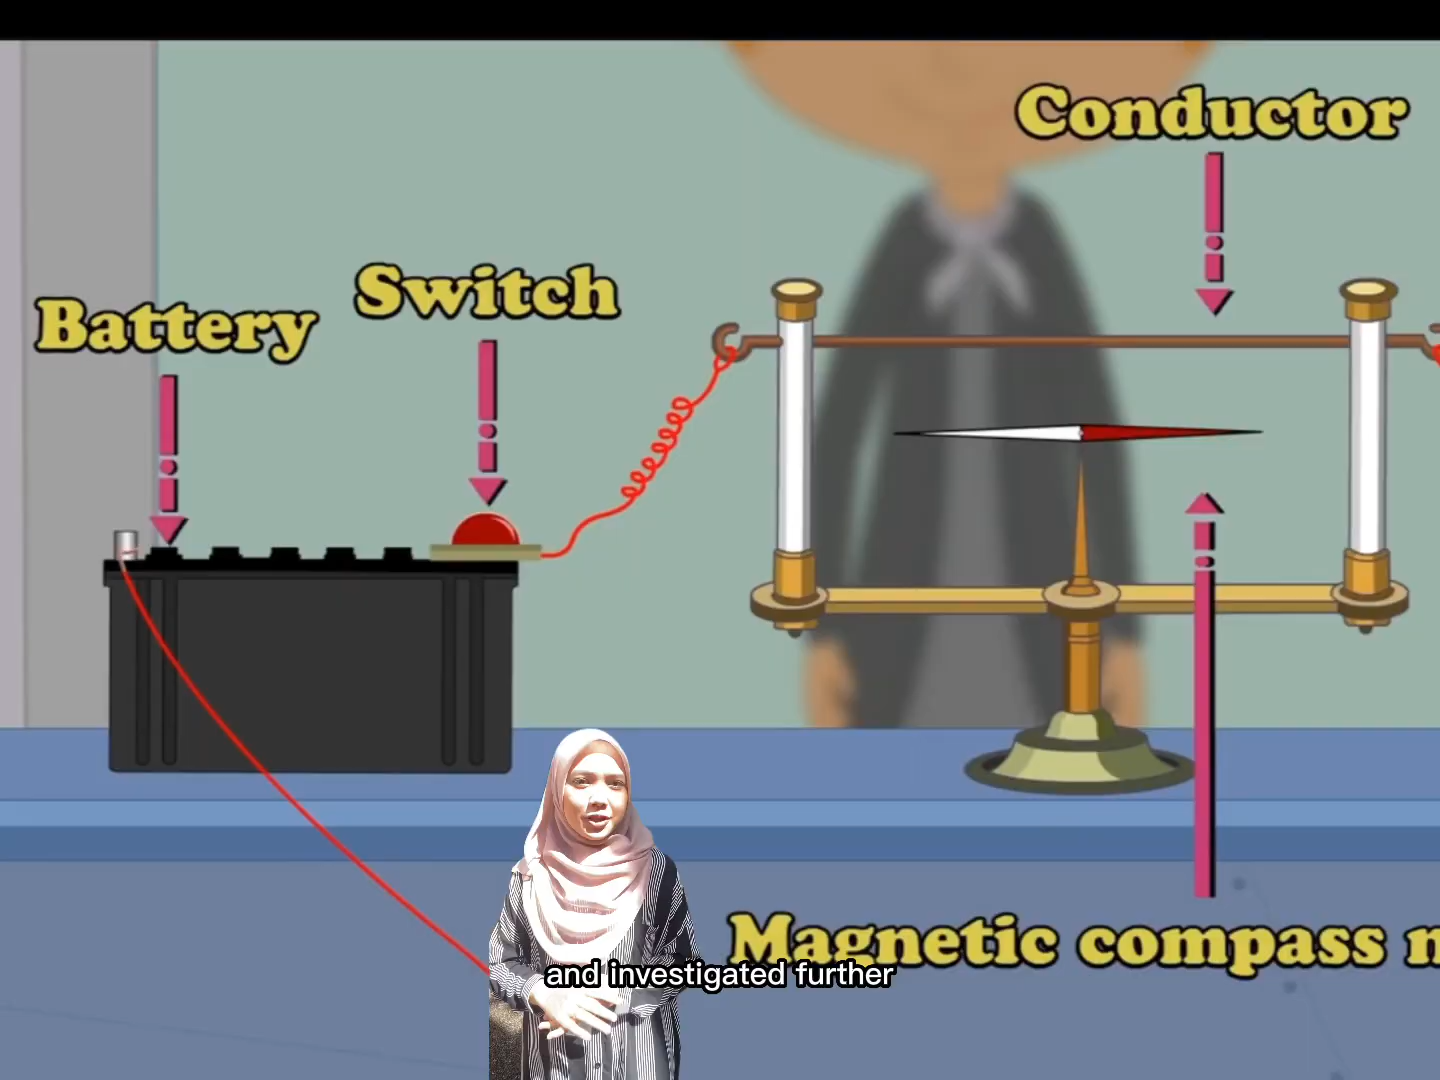 Conductor
Switch
Battery
Magnetic compass
and investigated further